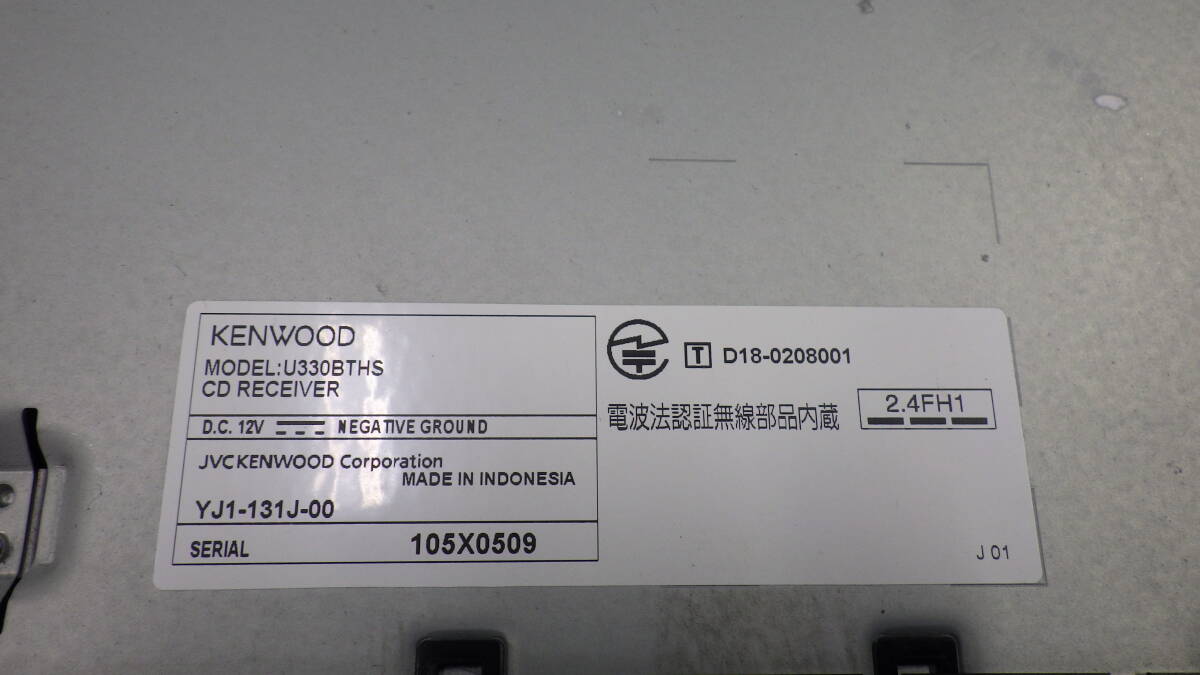 KENWOOD
MODEL:U330BTHS
CD RECEIVER
D.C. 12V NEGATIVE GROUND
JVCKENWOOD Corporation
MADE IN INDONESIA
YJ1-131J-00
SERIAL 105X0509
T D18-0208001
電波法認証無線部品内蔵 2.4FH1
J 01